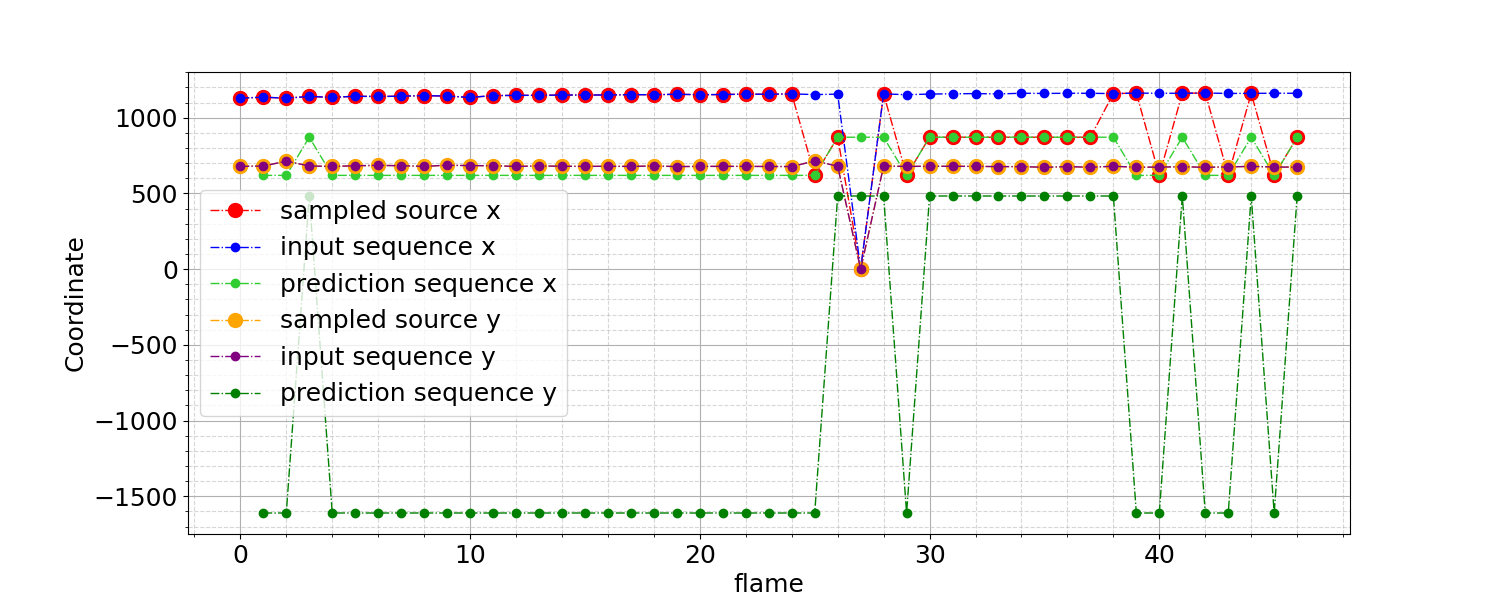 1000
500
0
−500
−1000
−1500
Coordinate
sampled source x
input sequence x
prediction sequence x
sampled source y
input sequence y
prediction sequence y
0 10 20 30 40
flame